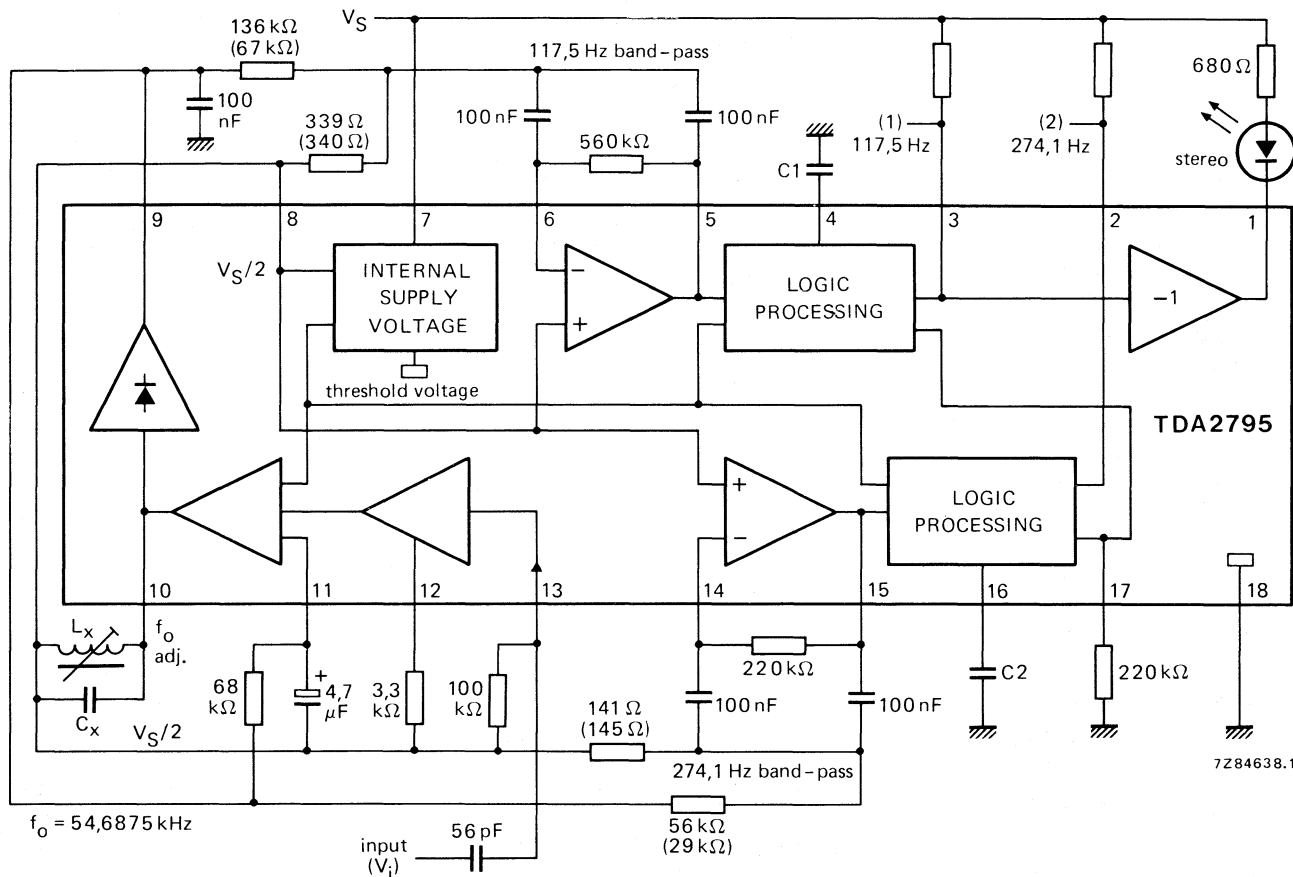 V_S
136 kΩ
(67 kΩ)
117,5 Hz band-pass
680 Ω
100
nF
100 nF
100 nF
(1)
117,5 Hz
(2)
274,1 Hz
339 Ω
(340 Ω)
560 kΩ
C1
stereo
9
8
7
6
5
4
3
2
1
V_S/2
INTERNAL
SUPPLY
VOLTAGE
−
+
LOGIC
PROCESSING
−1
threshold voltage
TDA2795
+
−
LOGIC
PROCESSING
10
11
12
13
14
15
16
17
18
L_x
f_o
adj.
C_x
68
kΩ
+
4,7
μF
3,3
kΩ
100
kΩ
220 kΩ
100 nF
100 nF
C2
220 kΩ
V_S/2
141 Ω
(145 Ω)
274,1 Hz band-pass
7Z84638.1
f_o = 54,6875 kHz
56 kΩ
(29 kΩ)
56 pF
input
(V_i)